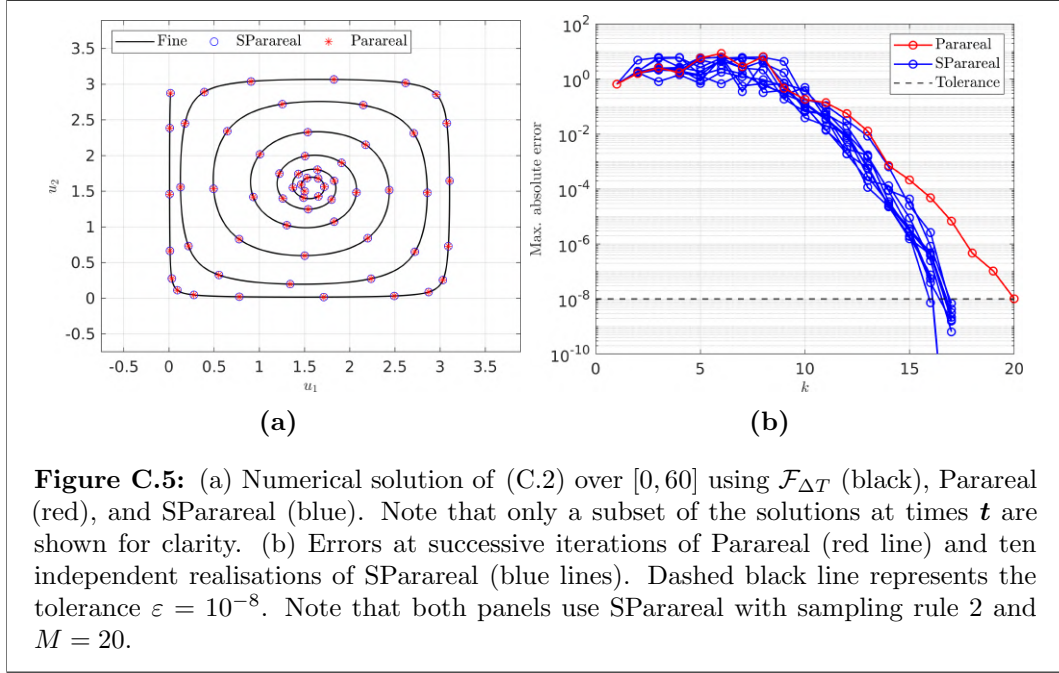 3.5
3
2.5
2
1.5
1
0.5
0
-0.5
u₂
Fine SParareal Parareal
-0.5 0 0.5 1 1.5 2 2.5 3 3.5
u₁
(a)
10²
10⁰
10⁻²
10⁻⁴
10⁻⁶
10⁻⁸
10⁻¹⁰
Max. absolute error
Parareal
SParareal
Tolerance
0 5 10 15 20
k
(b)
Figure C.5: (a) Numerical solution of (C.2) over [0, 60] using 𝓕_ΔT (black), Parareal
(red), and SParareal (blue). Note that only a subset of the solutions at times t are
shown for clarity. (b) Errors at successive iterations of Parareal (red line) and ten
independent realisations of SParareal (blue lines). Dashed black line represents the
tolerance ε = 10⁻⁸. Note that both panels use SParareal with sampling rule 2 and
M = 20.